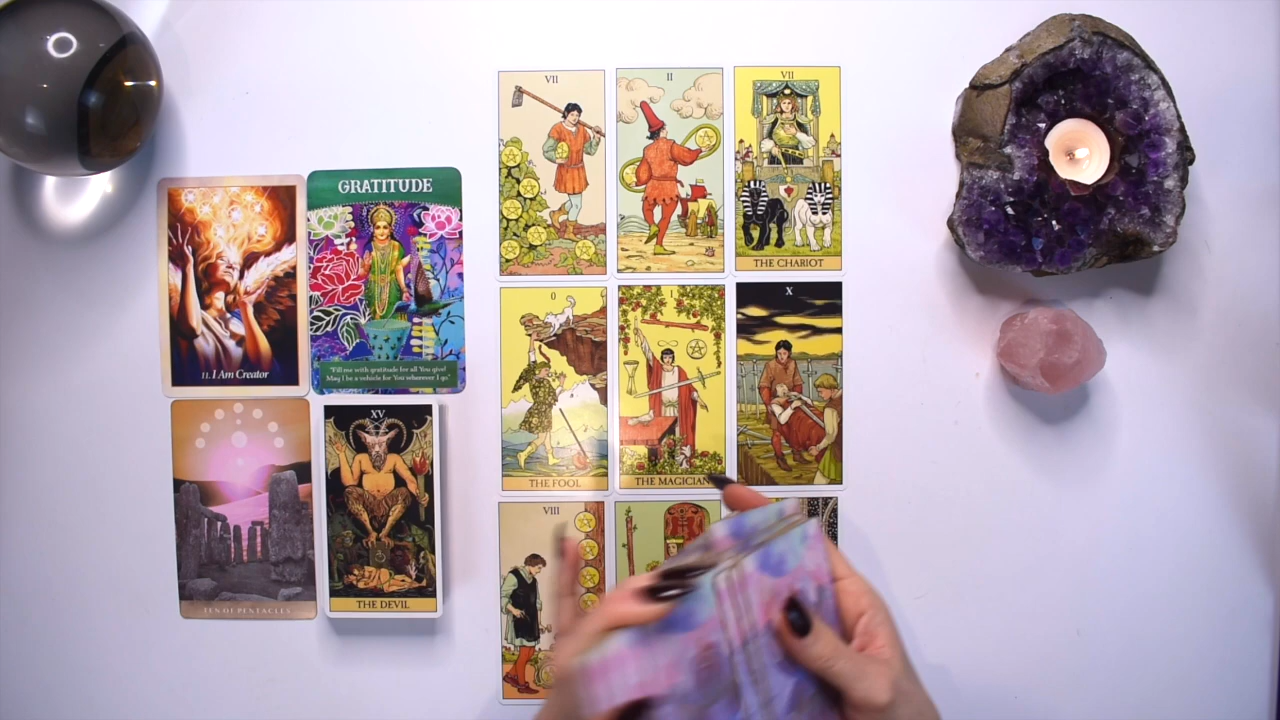 GRATITUDE
"Fill me with gratitude for all You give!
May I be a vehicle for You wherever I go."
11. I Am Creator
TEN OF PENTACLES
XV
THE DEVIL
VII
II
VII
THE CHARIOT
0
THE FOOL
I
THE MAGICIAN
X
VIII